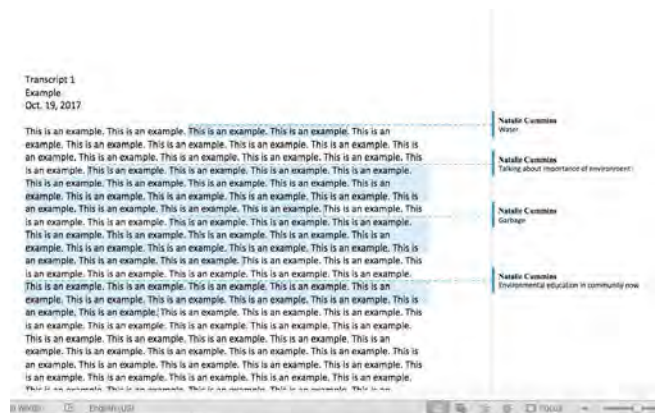 Transcript 1
Example
Oct. 19, 2017
This is an example. This is an example. This is an example. This is an example. This is an
example. This is an example. This is an example. This is an example. This is an example. This is
an example. This is an example. This is an example. This is an example. This is an example. This
is an example. This is an example. This is an example. This is an example. This is an example.
This is an example. This is an example. This is an example. This is an example. This is an
example. This is an example. This is an example. This is an example. This is an example. This is
an example. This is an example. This is an example. This is an example. This is an example. This
is an example. This is an example. This is an example. This is an example. This is an example.
This is an example. This is an example. This is an example. This is an example. This is an
example. This is an example. This is an example. This is an example. This is an example. This is
an example. This is an example. This is an example. This is an example. This is an example. This
is an example. This is an example. This is an example. This is an example. This is an example.
This is an example. This is an example. This is an example. This is an example. This is an
example. This is an example. This is an example. This is an example. This is an example. This is
an example. This is an example. This is an example. This is an example. This is an example. This
is an example. This is an example. This is an example. This is an example. This is an example.
This is an example. This is an example. This is an example. This is an example. This is an
example. This is an example. This is an example. This is an example. This is an example. This is
an example. This is an example. This is an example. This is an example. This is an example. This
is an example. This is an example. This is an example. This is an example. This is an example.
This is an example. This is an example. This is an example. This is an example. This is an
Natalie Cummins
Water
Natalie Cummins
Talking about importance of environment
Natalie Cummins
Garbage
Natalie Cummins
Environmental education in community now
English (US)
Focus